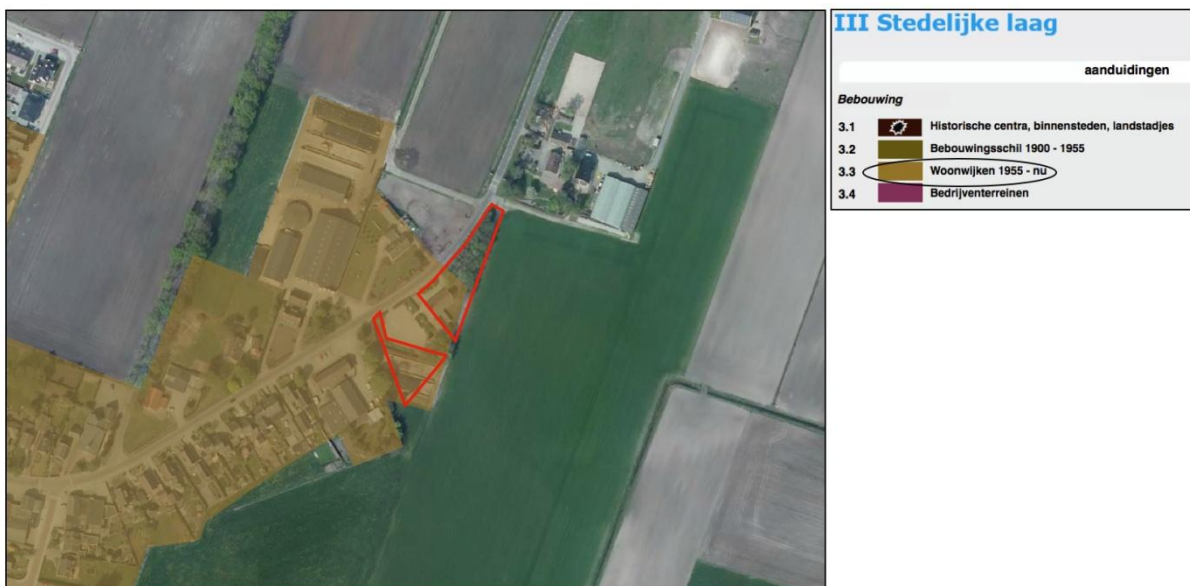 III Stedelijke laag
aanduidingen
Bebouwing
3.1 Historische centra, binnensteden, landstadjes
3.2 Bebouwingsschil 1900 - 1955
3.3 Woonwijken 1955 - nu
3.4 Bedrijventerreinen